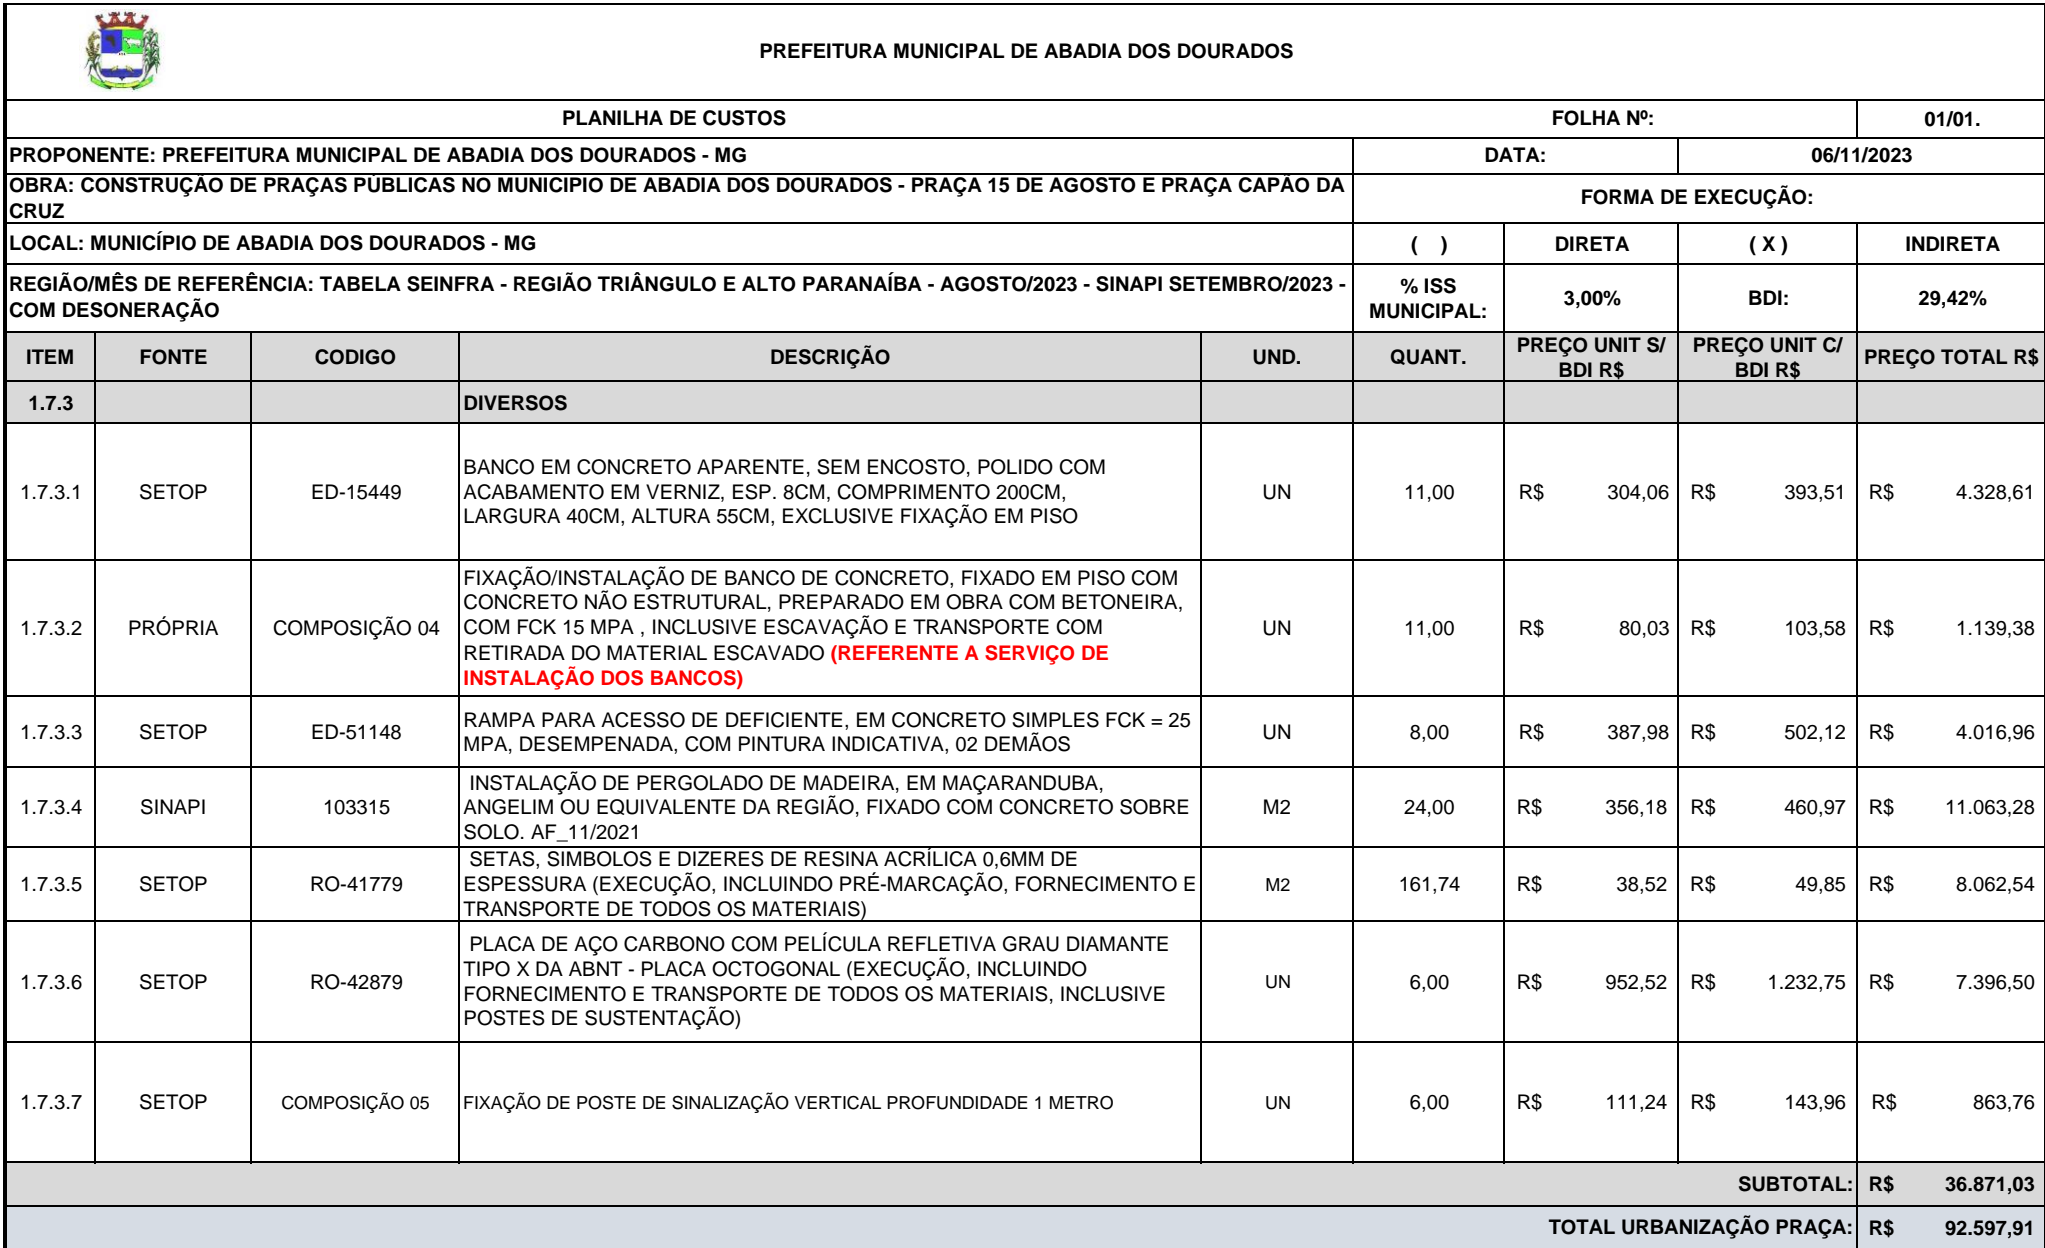 PREFEITURA MUNICIPAL DE ABADIA DOS DOURADOS
PLANILHA DE CUSTOS FOLHA Nº: 01/01.
PROPONENTE: PREFEITURA MUNICIPAL DE ABADIA DOS DOURADOS - MG DATA: 06/11/2023
OBRA: CONSTRUÇÃO DE PRAÇAS PÚBLICAS NO MUNICIPIO DE ABADIA DOS DOURADOS - PRAÇA 15 DE AGOSTO E PRAÇA CAPÃO DA
CRUZ
FORMA DE EXECUÇÃO:
LOCAL: MUNICÍPIO DE ABADIA DOS DOURADOS - MG ( ) DIRETA ( X ) INDIRETA
REGIÃO/MÊS DE REFERÊNCIA: TABELA SEINFRA - REGIÃO TRIÂNGULO E ALTO PARANAÍBA - AGOSTO/2023 - SINAPI SETEMBRO/2023 -
COM DESONERAÇÃO
% ISS
MUNICIPAL:
3,00% BDI: 29,42%
ITEM FONTE CODIGO DESCRIÇÃO UND. QUANT.
PREÇO UNIT S/
BDI R$
PREÇO UNIT C/
BDI R$
PREÇO TOTAL R$
1.7.3 DIVERSOS
1.7.3.1 SETOP ED-15449
BANCO EM CONCRETO APARENTE, SEM ENCOSTO, POLIDO COM
ACABAMENTO EM VERNIZ, ESP. 8CM, COMPRIMENTO 200CM,
LARGURA 40CM, ALTURA 55CM, EXCLUSIVE FIXAÇÃO EM PISO
UN 11,00 R$ 304,06 R$ 393,51 R$ 4.328,61
1.7.3.2 PRÓPRIA COMPOSIÇÃO 04
FIXAÇÃO/INSTALAÇÃO DE BANCO DE CONCRETO, FIXADO EM PISO COM
CONCRETO NÃO ESTRUTURAL, PREPARADO EM OBRA COM BETONEIRA,
COM FCK 15 MPA , INCLUSIVE ESCAVAÇÃO E TRANSPORTE COM
RETIRADA DO MATERIAL ESCAVADO (REFERENTE A SERVIÇO DE
INSTALAÇÃO DOS BANCOS)
UN 11,00 R$ 80,03 R$ 103,58 R$ 1.139,38
1.7.3.3 SETOP ED-51148
RAMPA PARA ACESSO DE DEFICIENTE, EM CONCRETO SIMPLES FCK = 25
MPA, DESEMPENADA, COM PINTURA INDICATIVA, 02 DEMÃOS
UN 8,00 R$ 387,98 R$ 502,12 R$ 4.016,96
1.7.3.4 SINAPI 103315
INSTALAÇÃO DE PERGOLADO DE MADEIRA, EM MAÇARANDUBA,
ANGELIM OU EQUIVALENTE DA REGIÃO, FIXADO COM CONCRETO SOBRE
SOLO. AF_11/2021
M2 24,00 R$ 356,18 R$ 460,97 R$ 11.063,28
1.7.3.5 SETOP RO-41779
SETAS, SIMBOLOS E DIZERES DE RESINA ACRÍLICA 0,6MM DE
ESPESSURA (EXECUÇÃO, INCLUINDO PRÉ-MARCAÇÃO, FORNECIMENTO E
TRANSPORTE DE TODOS OS MATERIAIS)
M2 161,74 R$ 38,52 R$ 49,85 R$ 8.062,54
1.7.3.6 SETOP RO-42879
PLACA DE AÇO CARBONO COM PELÍCULA REFLETIVA GRAU DIAMANTE
TIPO X DA ABNT - PLACA OCTOGONAL (EXECUÇÃO, INCLUINDO
FORNECIMENTO E TRANSPORTE DE TODOS OS MATERIAIS, INCLUSIVE
POSTES DE SUSTENTAÇÃO)
UN 6,00 R$ 952,52 R$ 1.232,75 R$ 7.396,50
1.7.3.7 SETOP COMPOSIÇÃO 05 FIXAÇÃO DE POSTE DE SINALIZAÇÃO VERTICAL PROFUNDIDADE 1 METRO UN 6,00 R$ 111,24 R$ 143,96 R$ 863,76
SUBTOTAL: R$ 36.871,03
TOTAL URBANIZAÇÃO PRAÇA: R$ 92.597,91